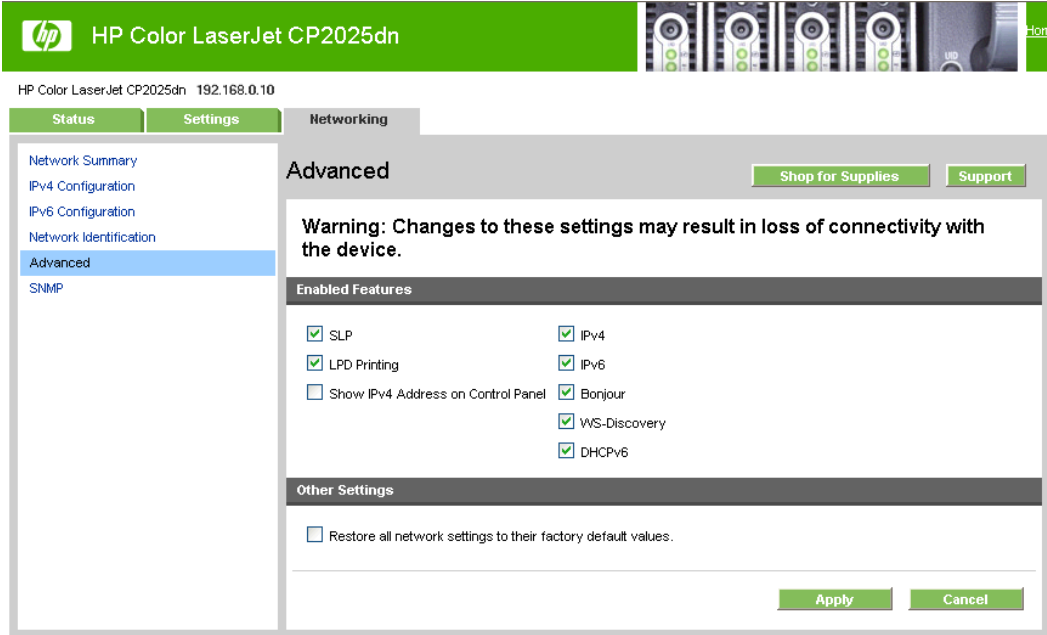 hp HP Color LaserJet CP2025dn
UID
HP Color LaserJet CP2025dn 192.168.0.10
Status Settings Networking
Network Summary
IPv4 Configuration
IPv6 Configuration
Network Identification
Advanced
SNMP
Advanced
Shop for Supplies Support
Warning: Changes to these settings may result in loss of connectivity with
the device.
Enabled Features
SLP IPv4
LPD Printing IPv6
Show IPv4 Address on Control Panel Bonjour
WS-Discovery
DHCPv6
Other Settings
Restore all network settings to their factory default values.
Apply Cancel